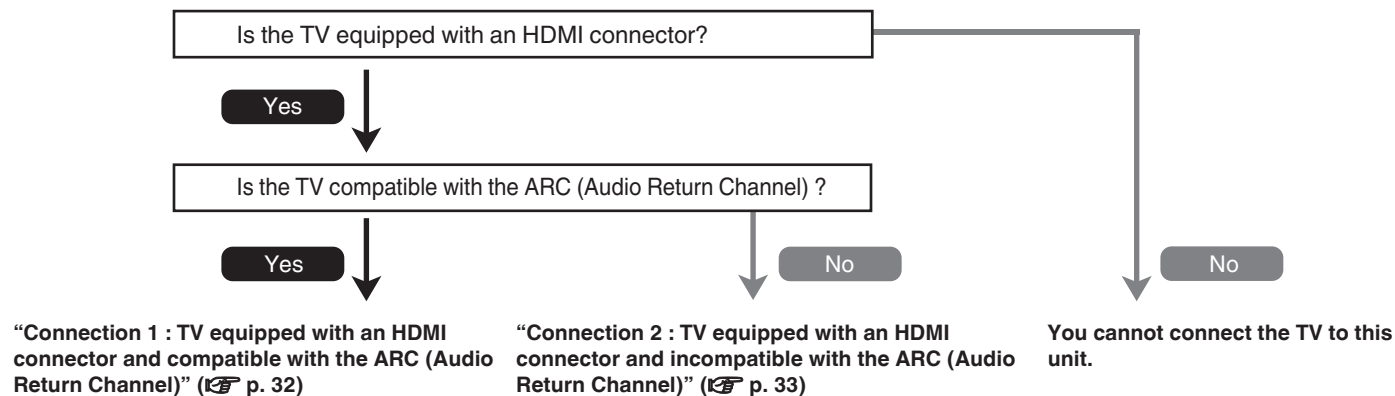 Is the TV equipped with an HDMI connector?
Yes
Is the TV compatible with the ARC (Audio Return Channel) ?
Yes
No
No
“Connection 1 : TV equipped with an HDMI
connector and compatible with the ARC (Audio
Return Channel)” (☞ p. 32)
“Connection 2 : TV equipped with an HDMI
connector and incompatible with the ARC (Audio
Return Channel)” (☞ p. 33)
You cannot connect the TV to this
unit.